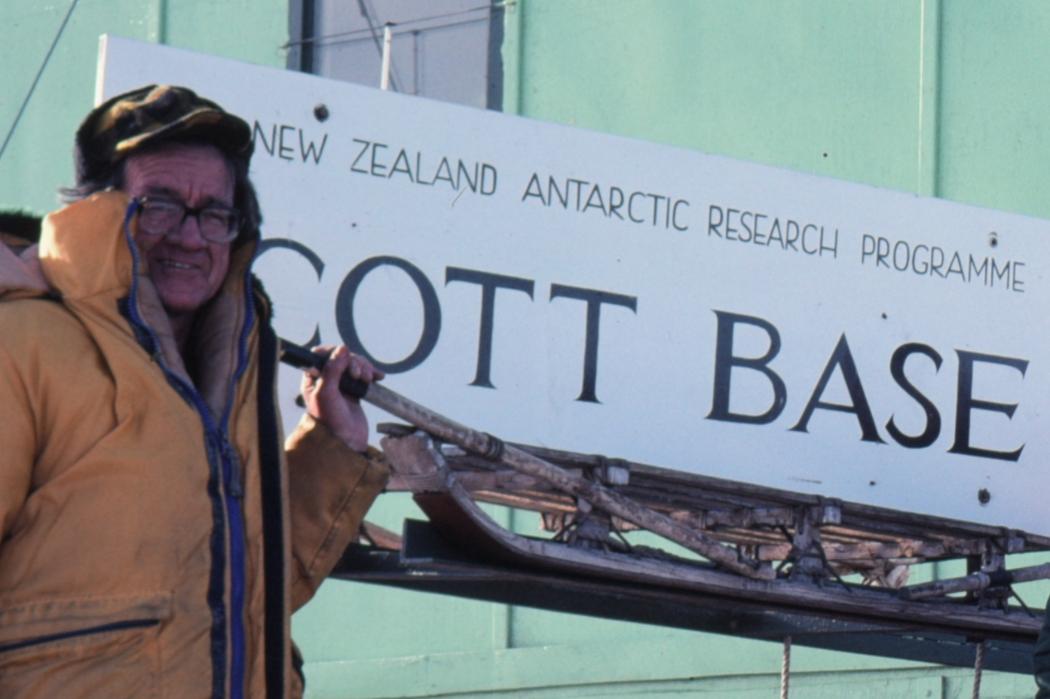 NEW ZEALAND ANTARCTIC RESEARCH PROGRAMME
COTT BASE